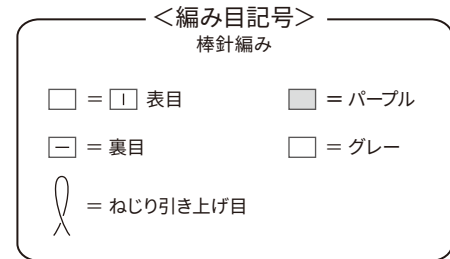 ＜編み目記号＞
棒針編み
＝ 表目
＝ パープル
＝ 裏目
＝ グレー
＝ ねじり引き上げ目